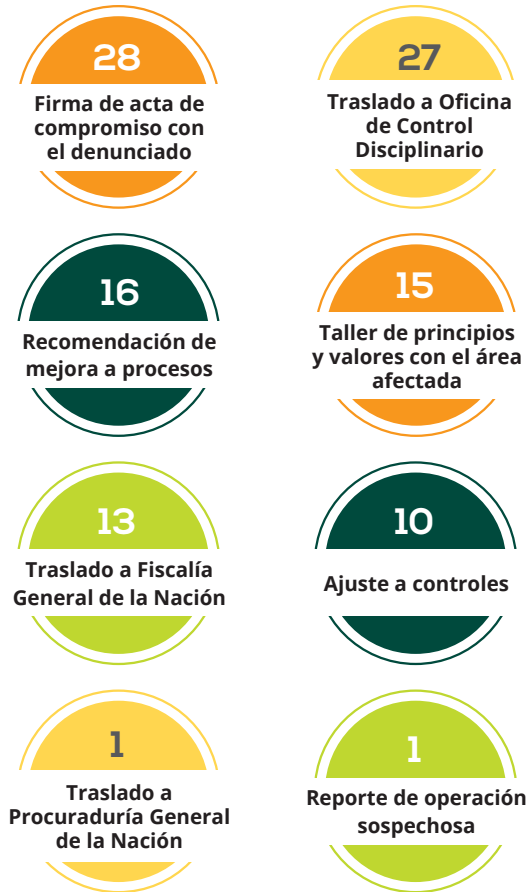 28
Firma de acta de
compromiso con
el denunciado
27
Traslado a Oficina
de Control
Disciplinario
16
Recomendación de
mejora a procesos
15
Taller de principios
y valores con el área
afectada
13
Traslado a Fiscalía
General de la Nación
10
Ajuste a controles
1
Traslado a
Procuraduría General
de la Nación
1
Reporte de operación
sospechosa